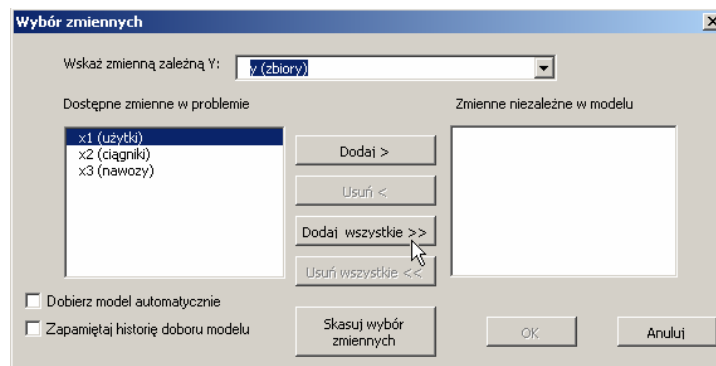 Wybór zmiennych
Wskaż zmienną zależną Y:
y (zbiory)
Dostępne zmienne w problemie
Zmienne niezależne w modelu
x1 (użytki)
x2 (ciągniki)
x3 (nawozy)
Dodaj >
Usuń <
Dodaj wszystkie >>
Usuń wszystkie <<
Dobierz model automatycznie
Zapamiętaj historię doboru modelu
Skasuj wybór
zmiennych
OK
Anuluj